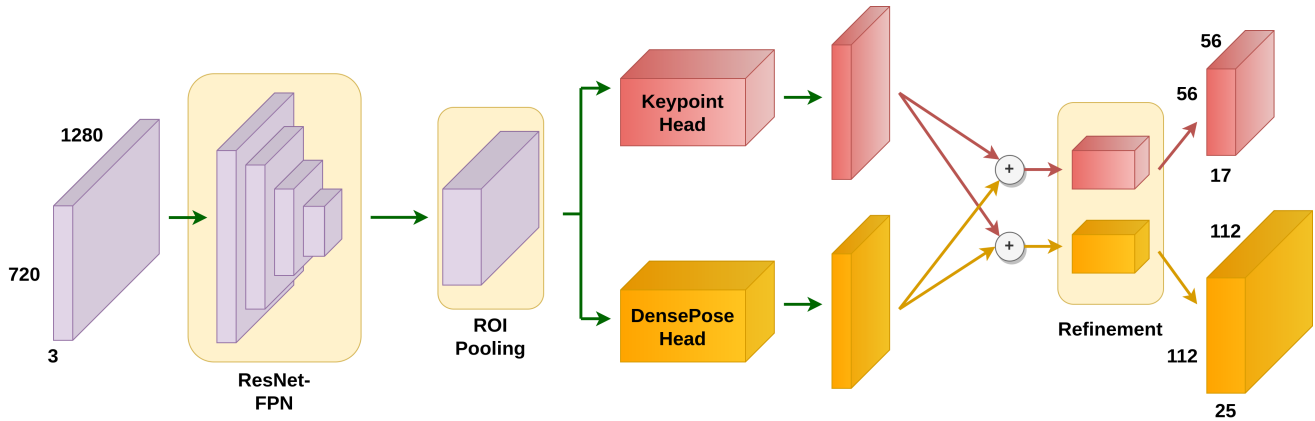 1280
720
3
ResNet-
FPN
ROI
Pooling
Keypoint
Head
DensePose
Head
+
+
Refinement
56
56
17
112
112
25